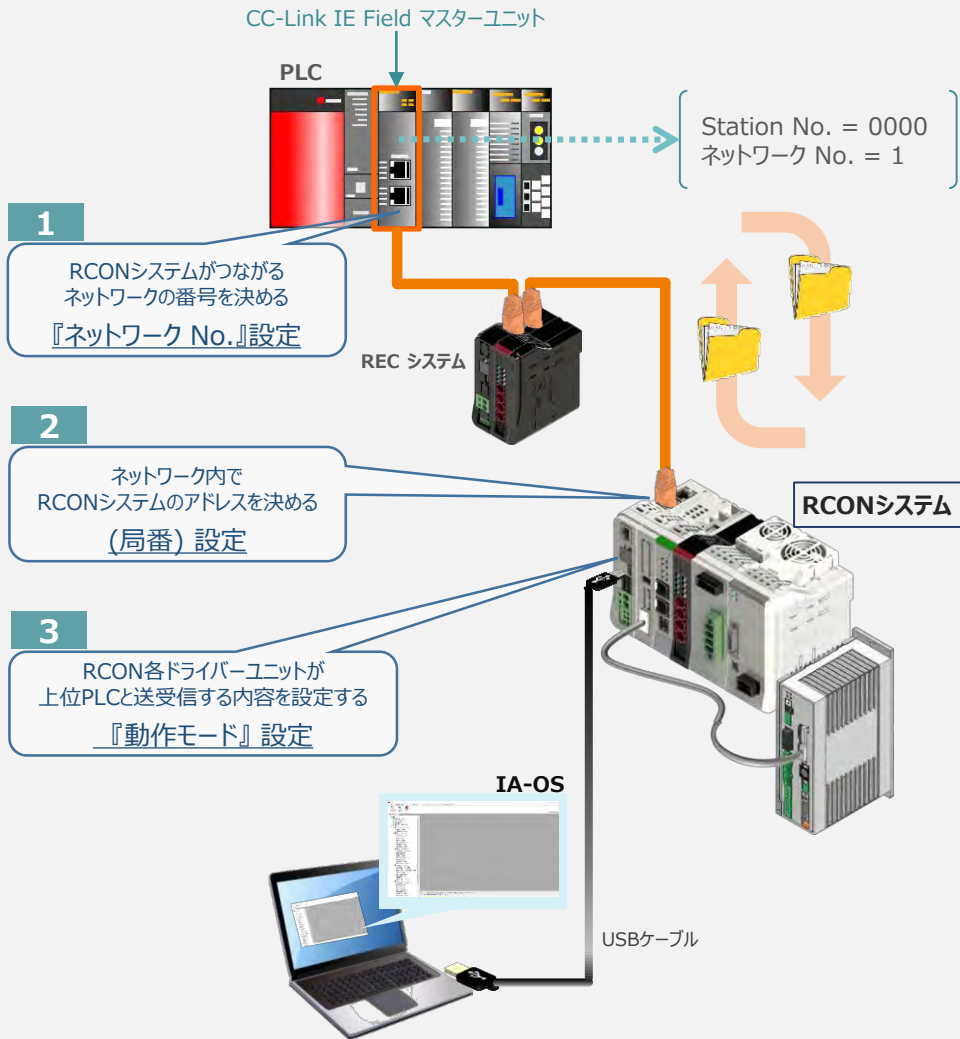 CC-Link IE Field マスターユニット
PLC
Station No. = 0000
ネットワーク No. = 1
1
RCONシステムがつながる
ネットワークの番号を決める
『ネットワーク No.』設定
REC システム
2
ネットワーク内で
RCONシステムのアドレスを決める
(局番) 設定
RCONシステム
3
RCON各ドライバーユニットが
上位PLCと送受信する内容を設定する
『動作モード』 設定
IA-OS
USBケーブル